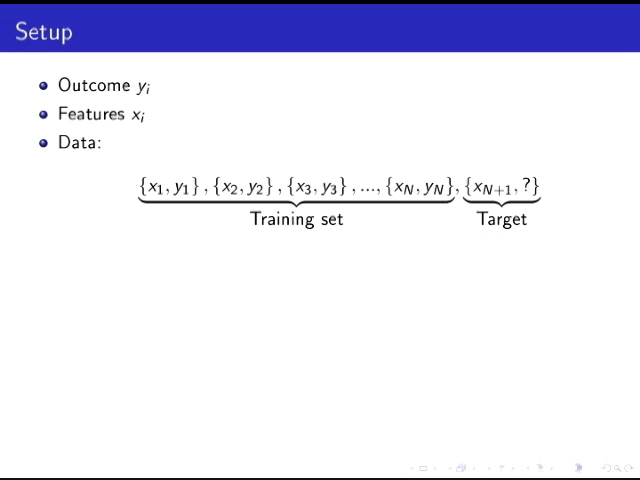 Setup
Outcome yᵢ
Features xᵢ
Data:
{x₁, y₁} , {x₂, y₂} , {x₃, y₃} , ..., {x_N, y_N}, {x_{N+1}, ?}
Training set Target